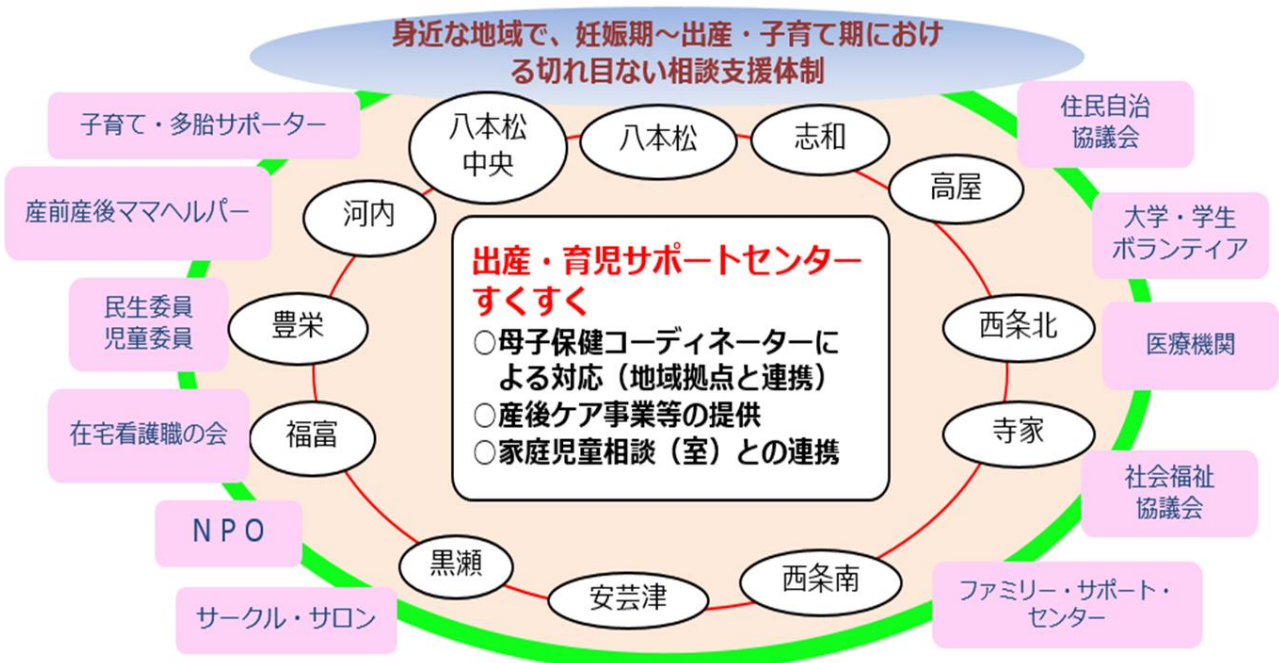 身近な地域で、妊娠期～出産・子育て期におけ
る切れ目ない相談支援体制
子育て・多胎サポーター
産前産後ママヘルパー
民生委員
児童委員
在宅看護職の会
ＮＰＯ
サークル・サロン
八本松
中央
八本松
志和
高屋
河内
豊栄
福富
黒瀬
安芸津
西条南
寺家
西条北
出産・育児サポートセンター
すくすく
○母子保健コーディネーターに
よる対応（地域拠点と連携）
○産後ケア事業等の提供
○家庭児童相談（室）との連携
住民自治
協議会
大学・学生
ボランティア
医療機関
社会福祉
協議会
ファミリー・サポート・
センター